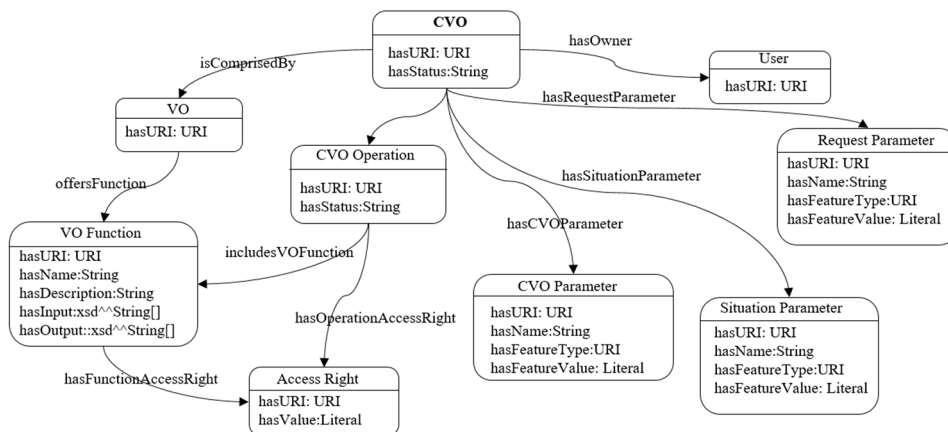 CVO
hasURI: URI
hasStatus:String
isComprisedBy
hasOwner
User
hasURI: URI
VO
hasURI: URI
hasRequestParameter
Request Parameter
hasURI: URI
hasName:String
hasFeatureType:URI
hasFeatureValue: Literal
CVO Operation
hasURI: URI
hasStatus:String
offersFunction
hasSituationParameter
VO Function
hasURI: URI
hasName:String
hasDescription:String
hasInput:xsd^^String[]
hasOutput::xsd^^String[]
includesVOFunction
hasCVOParameter
CVO Parameter
hasURI: URI
hasName:String
hasFeatureType:URI
hasFeatureValue: Literal
Situation Parameter
hasURI: URI
hasName:String
hasFeatureType:URI
hasFeatureValue: Literal
hasOperationAccessRight
hasFunctionAccessRight
Access Right
hasURI: URI
hasValue:Literal